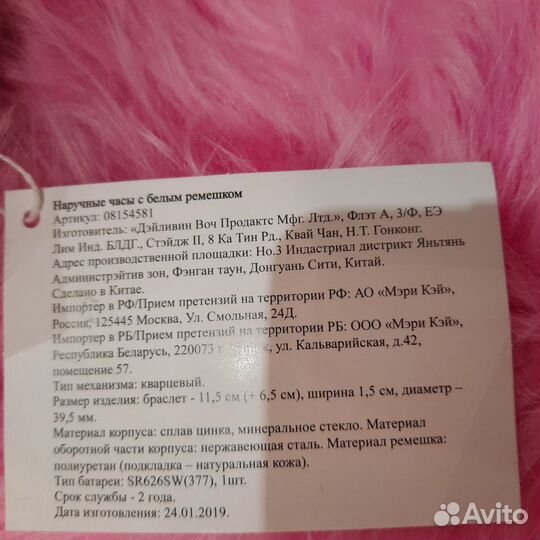 Наручные часы с белым ремешком
Артикул: 08154581
Изготовитель: «Дэйливин Воч Продактс Мфг. Лтд.», Флэт А, 3/Ф, ЕЭ
Лим Инд. БЛДГ., Стэйдж II, 8 Ка Тин Рд., Квай Чан, Н.Т. Гонконг.
Адрес производственной площадки: Но.3 Индастриал дистрикт Яньтянь
Администрэйтив зон, Фэнган таун, Донгуань Сити, Китай.
Сделано в Китае.
Импортер в РФ/Прием претензий на территории РФ: АО «Мэри Кэй»,
Россия, 125445 Москва, Ул. Смольная, 24Д.
Импортер в РБ/Прием претензий на территории РБ: ООО «Мэри Кэй»,
Республика Беларусь, 220073 г. ул. Кальварийская, д.42,
помещение 57.
Тип механизма: кварцевый.
Размер изделия: браслет - 11,5 см (+ 6,5 см), ширина 1,5 см, диаметр –
39,5 мм.
Материал корпуса: сплав цинка, минеральное стекло. Материал
оборотной части корпуса: нержавеющая сталь. Материал ремешка:
полиуретан (подкладка – натуральная кожа).
Тип батареи: SR626SW(377), 1шт.
Срок службы - 2 года.
Дата изготовления: 24.01.2019.
Avito